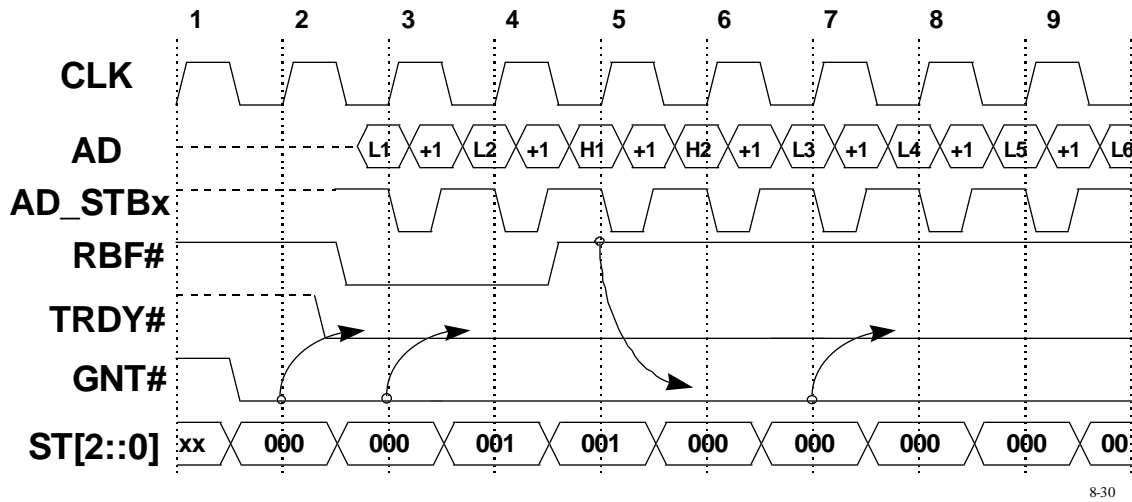 1 2 3 4 5 6 7 8 9
CLK
AD L1 +1 L2 +1 H1 +1 H2 +1 L3 +1 L4 +1 L5 +1 L6
AD_STBx
RBF#
TRDY#
GNT#
ST[2::0] xx 000 000 001 001 000 000 000 000 00
8-30